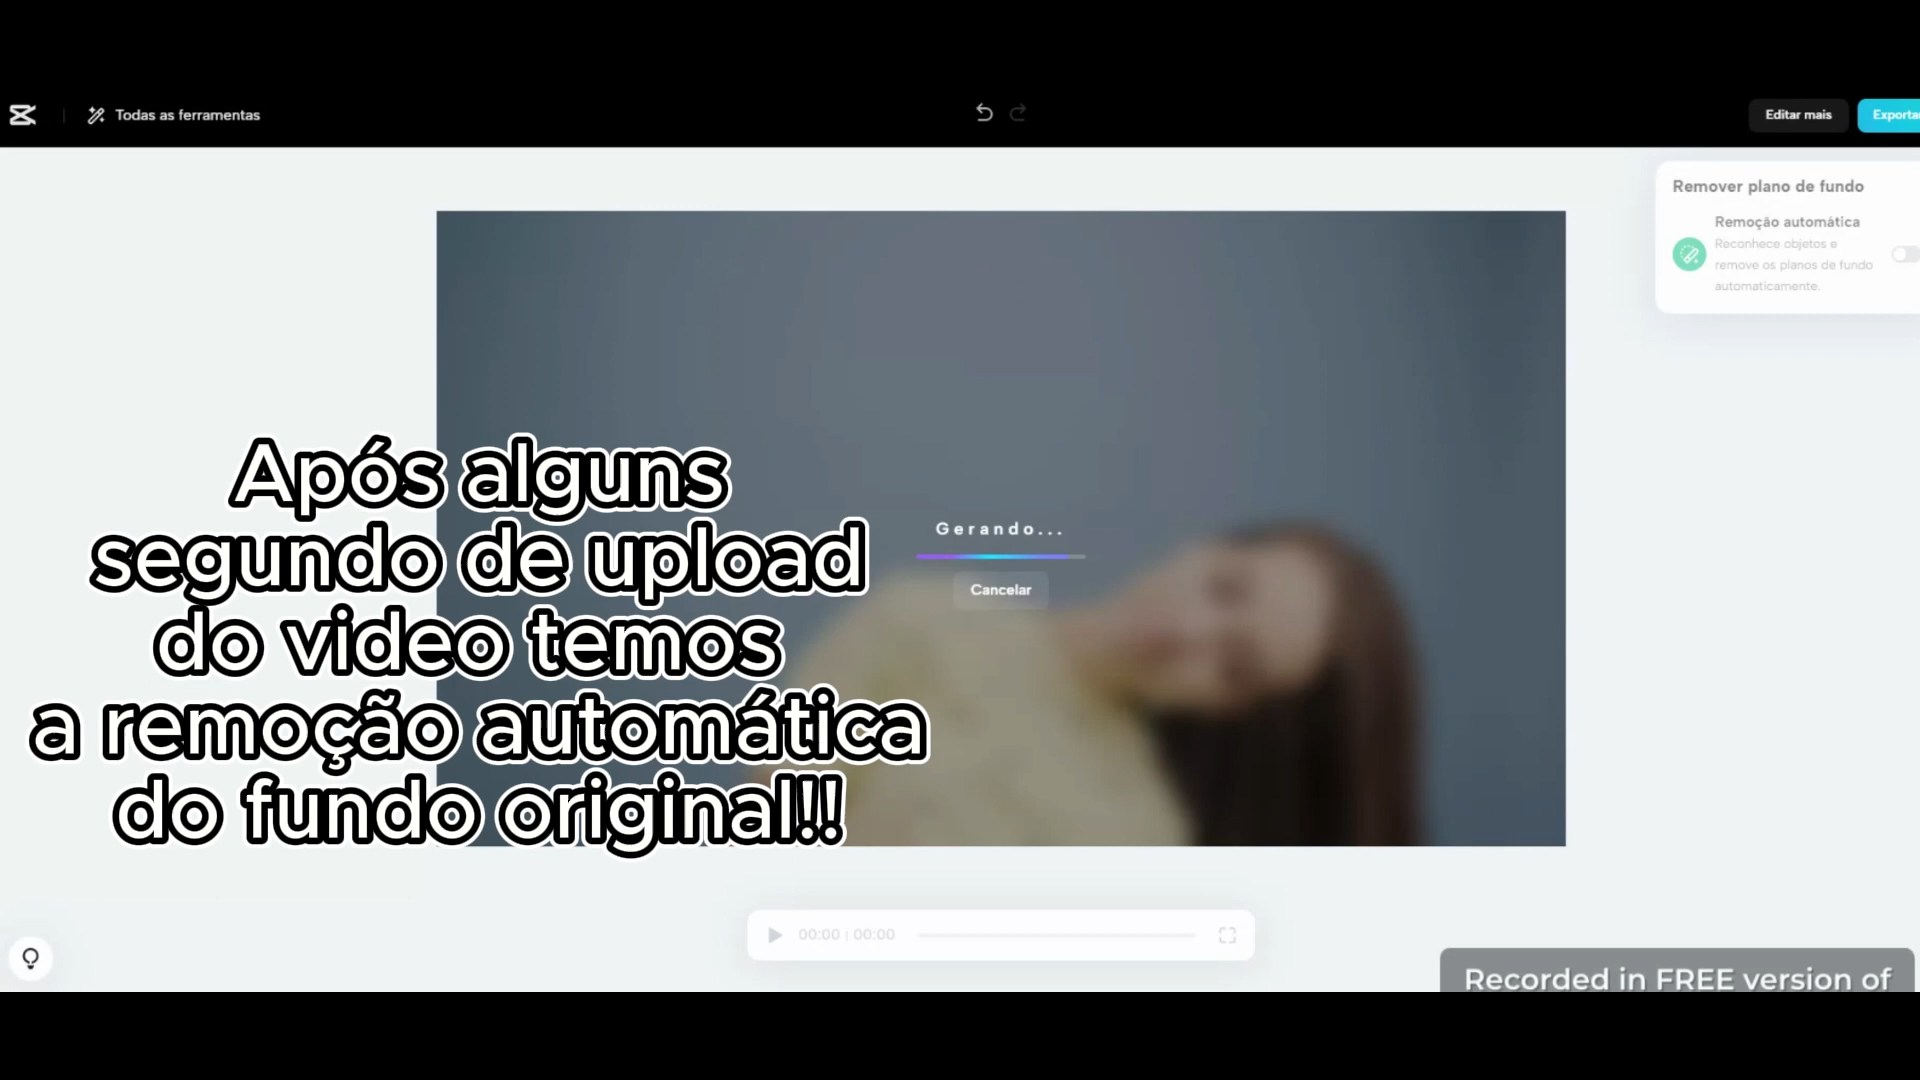 Todas as ferramentas
Editar mais
Exportar
Remover plano de fundo
Remoção automática
Reconhece objetos e
remove os planos de fundo
automaticamente.
Gerando...
Cancelar
Após alguns
segundo de upload
do video temos
a remoção automática
do fundo original!!
00:00 | 00:00
Recorded in FREE version of